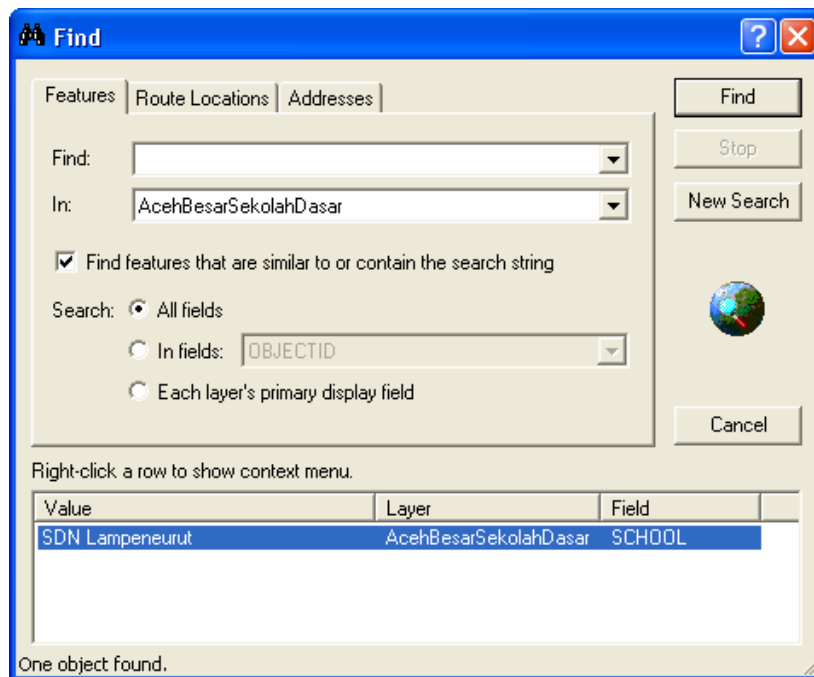 Find
Features Route Locations Addresses
Find
Find:
Stop
In: AcehBesarSekolahDasar
New Search
Find features that are similar to or contain the search string
Search: All fields
In fields: OBJECTID
Each layer's primary display field
Cancel
Right-click a row to show context menu.
Value Layer Field
SDN Lampeneurut AcehBesarSekolahDasar SCHOOL
One object found.